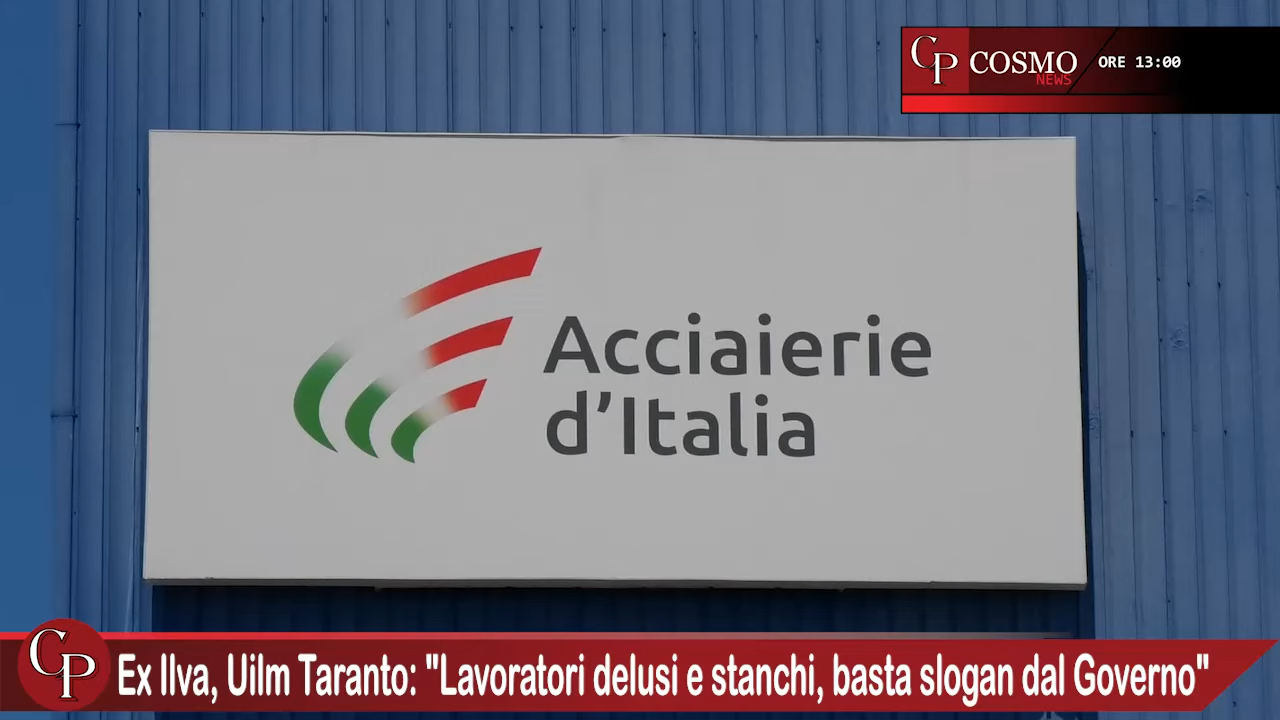 CP COSMO NEWS ORE 13:00
Acciaierie
d'Italia
CP Ex Ilva, Uilm Taranto: "Lavoratori delusi e stanchi, basta slogan dal Governo"